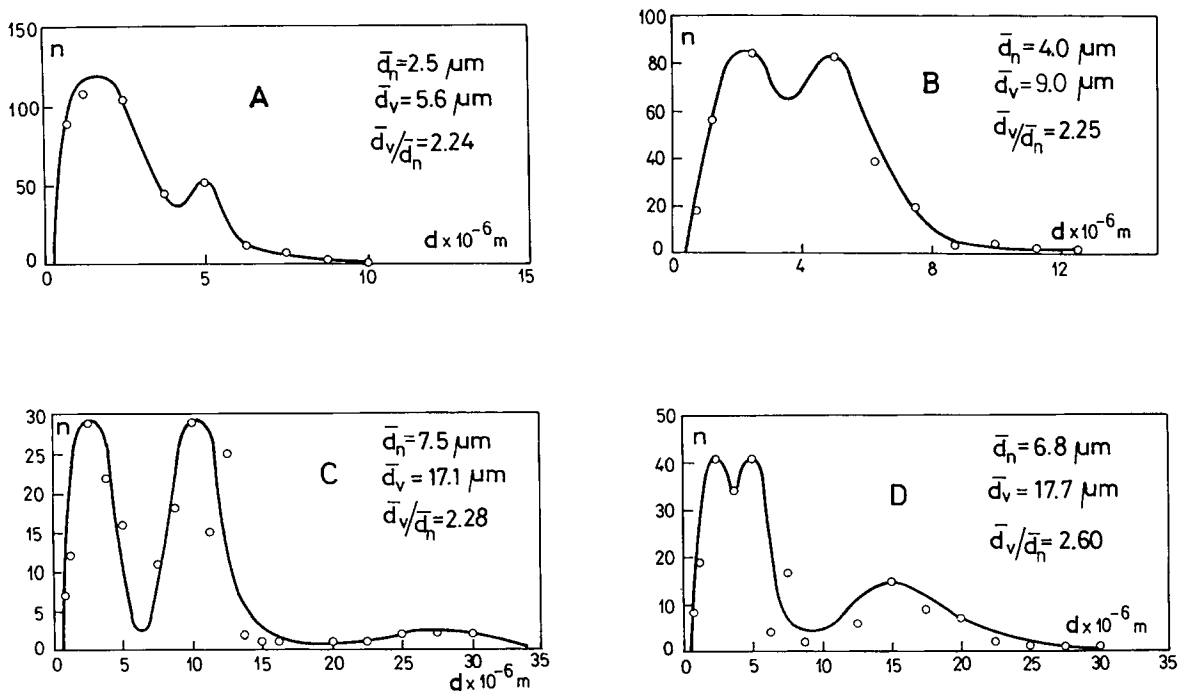 150
n
100
50
0
A
d̄n=2.5 μm
d̄v=5.6 μm
d̄v/d̄n=2.24
d×10⁻⁶m
0 5 10 15
100
n
80
60
40
20
0
B
d̄n=4.0 μm
d̄v=9.0 μm
d̄v/d̄n=2.25
d×10⁻⁶m
0 4 8 12
30
n
25
20
15
10
5
0
C
d̄n=7.5 μm
d̄v=17.1 μm
d̄v/d̄n=2.28
0 5 10 15 20 25 30 35
d×10⁻⁶m
50
n
40
30
20
10
0
D
d̄n=6.8 μm
d̄v=17.7 μm
d̄v/d̄n=2.60
d×10⁻⁶m
0 5 10 15 20 25 30 35